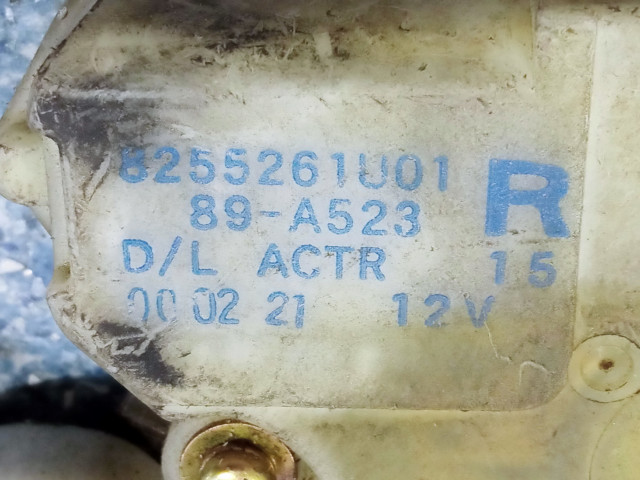 8255261U01 R
89-A523
D/L ACTR 15
00 02 21 12V